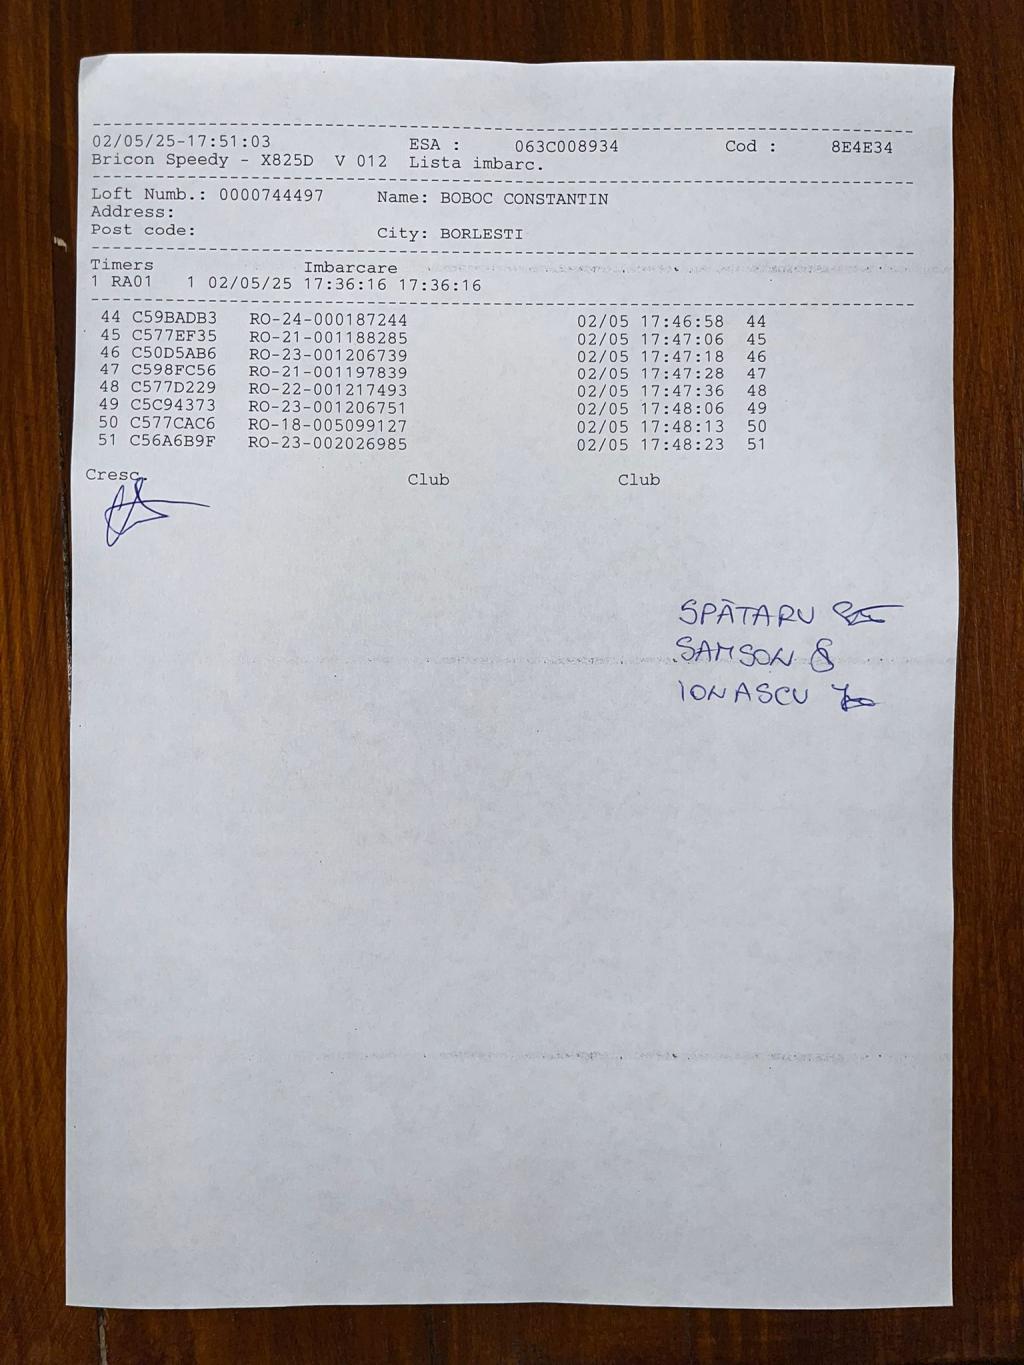 02/05/25-17:51:03 ESA : 063C008934 Cod : 8E4E34
Bricon Speedy - X825D V 012 Lista imbarc.
Loft Numb.: 0000744497 Name: BOBOC CONSTANTIN
Address:
Post code: City: BORLESTI
Timers Imbarcare
1 RA01 1 02/05/25 17:36:16 17:36:16
44 C59BADB3 RO-24-000187244 02/05 17:46:58 44
45 C577EF35 RO-21-001188285 02/05 17:47:06 45
46 C50D5AB6 RO-23-001206739 02/05 17:47:18 46
47 C598FC56 RO-21-001197839 02/05 17:47:28 47
48 C577D229 RO-22-001217493 02/05 17:47:36 48
49 C5C94373 RO-23-001206751 02/05 17:48:06 49
50 C577CAC6 RO-18-005099127 02/05 17:48:13 50
51 C56A6B9F RO-23-002026985 02/05 17:48:23 51
Cresc. Club Club
SPĂTARU
SAMSON
IONASCU